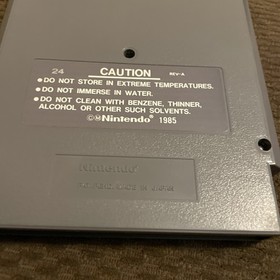 24 CAUTION REV-A
• DO NOT STORE IN EXTREME TEMPERATURES.
• DO NOT IMMERSE IN WATER.
• DO NOT CLEAN WITH BENZENE, THINNER,
ALCOHOL OR OTHER SUCH SOLVENTS.
©Ⓜ Nintendo 1985
Nintendo